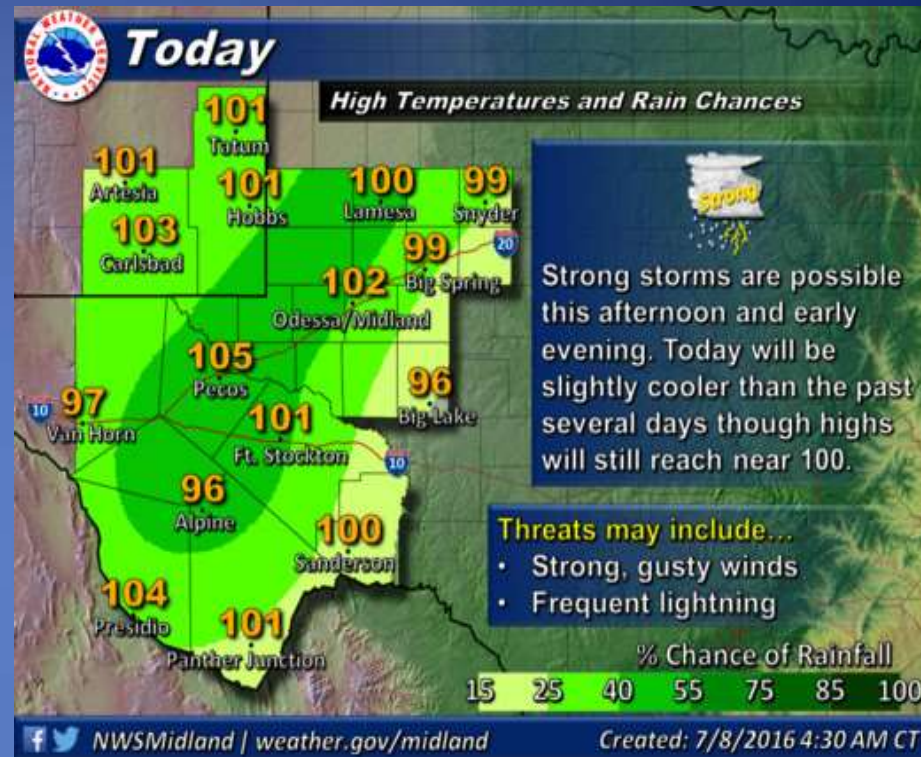 NATIONAL WEATHER SERVICE
Today
High Temperatures and Rain Chances
101
Tatum
101
Artesia
101
Hobbs
100
Lamesa
99
Snyder
103
Carlsbad
99
Big Spring
20
102
Odessa/Midland
105
Pecos
96
Big Lake
10
97
Van Horn
101
Ft. Stockton
10
96
Alpine
100
Sanderson
104
Presidio
101
Panther Junction
Strong
Strong storms are possible
this afternoon and early
evening. Today will be
slightly cooler than the past
several days though highs
will still reach near 100.
Threats may include...
• Strong, gusty winds
• Frequent lightning
% Chance of Rainfall
15 25 40 55 75 85 100
NWSMidland | weather.gov/midland
Created: 7/8/2016 4:30 AM CT